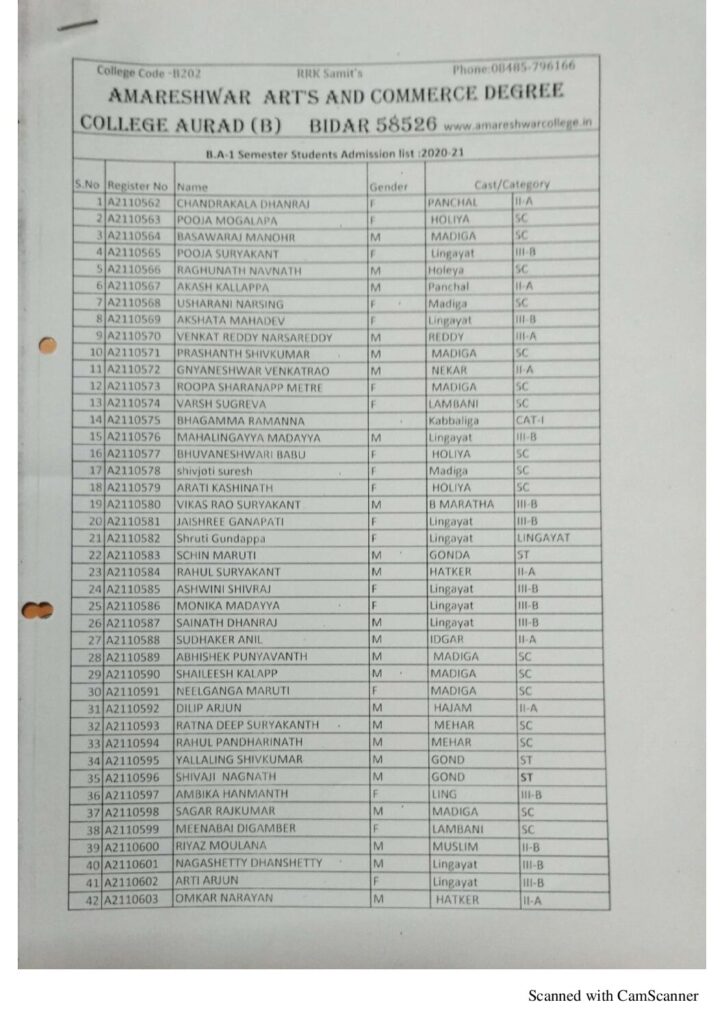 College Code -B202 RRK Samit's Phone:08485-796166
AMARESHWAR ART'S AND COMMERCE DEGREE
COLLEGE AURAD (B) BIDAR 58526 www.amareshwarcollege.in
B.A-1 Semester Students Admission list :2020-21
S.No Register No Name Gender Cast/Category
1 A2110562 CHANDRAKALA DHANRAJ F PANCHAL II-A
2 A2110563 POOJA MOGALAPA F HOLIYA SC
3 A2110564 BASAWARAJ MANOHR M MADIGA SC
4 A2110565 POOJA SURYAKANT F Lingayat III-B
5 A2110566 RAGHUNATH NAVNATH M Holeya SC
6 A2110567 AKASH KALLAPPA M Panchal II-A
7 A2110568 USHARANI NARSING F Madiga SC
8 A2110569 AKSHATA MAHADEV F Lingayat III-B
9 A2110570 VENKAT REDDY NARSAREDDY M REDDY III-A
10 A2110571 PRASHANTH SHIVKUMAR M MADIGA SC
11 A2110572 GNYANESHWAR VENKATRAO M NEKAR II-A
12 A2110573 ROOPA SHARANAPP METRE F MADIGA SC
13 A2110574 VARSH SUGREVA F LAMBANI SC
14 A2110575 BHAGAMMA RAMANNA Kabbaliga CAT-I
15 A2110576 MAHALINGAYYA MADAYYA M Lingayat III-B
16 A2110577 BHUVANESHWARI BABU F HOLIYA SC
17 A2110578 shivjoti suresh F Madiga SC
18 A2110579 ARATI KASHINATH F HOLIYA SC
19 A2110580 VIKAS RAO SURYAKANT M B MARATHA III-B
20 A2110581 JAISHREE GANAPATI F Lingayat III-B
21 A2110582 Shruti Gundappa F Lingayat LINGAYAT
22 A2110583 SCHIN MARUTI M GONDA ST
23 A2110584 RAHUL SURYAKANT M HATKER II-A
24 A2110585 ASHWINI SHIVRAJ F Lingayat III-B
25 A2110586 MONIKA MADAYYA F Lingayat III-B
26 A2110587 SAINATH DHANRAJ M Lingayat III-B
27 A2110588 SUDHAKER ANIL M IDGAR II-A
28 A2110589 ABHISHEK PUNYAVANTH M MADIGA SC
29 A2110590 SHAILEESH KALAPP M MADIGA SC
30 A2110591 NEELGANGA MARUTI F MADIGA SC
31 A2110592 DILIP ARJUN M HAJAM II-A
32 A2110593 RATNA DEEP SURYAKANTH M MEHAR SC
33 A2110594 RAHUL PANDHARINATH M MEHAR SC
34 A2110595 YALLALING SHIVKUMAR M GOND ST
35 A2110596 SHIVAJI NAGNATH M GOND ST
36 A2110597 AMBIKA HANMANTH F LING III-B
37 A2110598 SAGAR RAJKUMAR M MADIGA SC
38 A2110599 MEENABAI DIGAMBER F LAMBANI SC
39 A2110600 RIYAZ MOULANA M MUSLIM II-B
40 A2110601 NAGASHETTY DHANSHETTY M Lingayat III-B
41 A2110602 ARTI ARJUN F Lingayat III-B
42 A2110603 OMKAR NARAYAN M HATKER II-A
Scanned with CamScanner